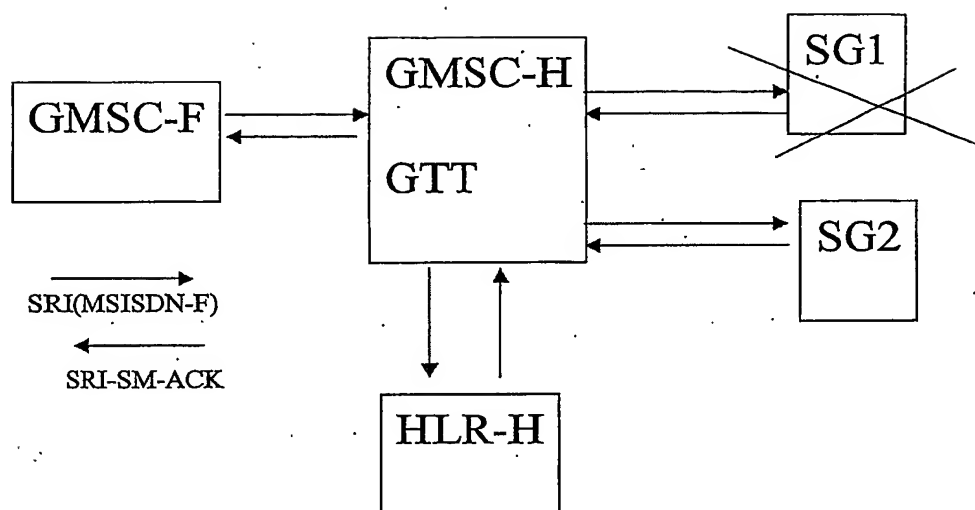 GMSC-F
GMSC-H
GTT
SG1
SG2
SRI(MSISDN-F)
SRI-SM-ACK
HLR-H